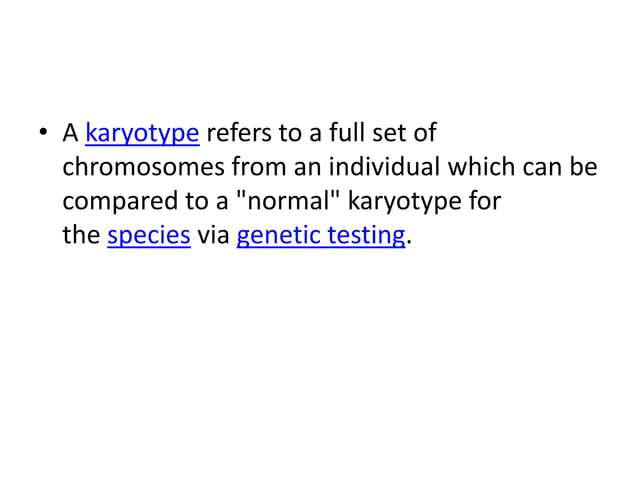 • A karyotype refers to a full set of
chromosomes from an individual which can be
compared to a "normal" karyotype for
the species via genetic testing.